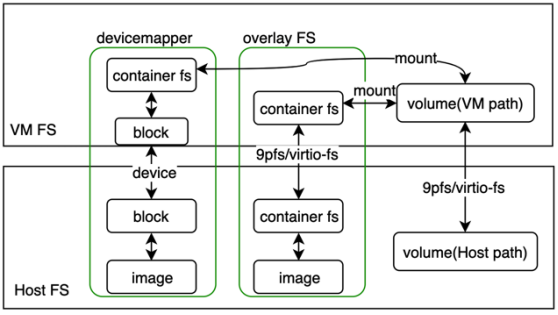 devicemapper
overlay FS
container fs
mount
container fs
mount
volume(VM path)
block
VM FS
9pfs/virtio-fs
device
9pfs/virtio-fs
block
container fs
volume(Host path)
image
image
Host FS